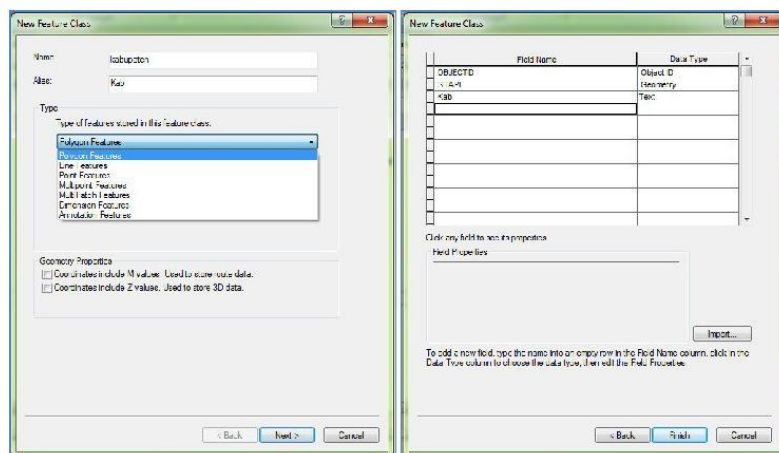 New Feature Class
Name:
kabupaten
Alias:
Kab
Type
Type of features stored in this feature class:
Polygon Features
Polygon Features
Line Features
Point Features
Multipoint Features
MultiPatch Features
Dimension Features
Annotation Features
Geometry Properties
Coordinates include M values. Used to store route data.
Coordinates include Z values. Used to store 3D data.
< Back
Next >
Cancel
New Feature Class
Field Name
Data Type
OBJECTID
Object ID
SHAPE
Geometry
Kab
Text
Click any field to see its properties.
Field Properties
Import...
To add a new field, type the name into an empty row in the Field Name column, click in the
Data Type column to choose the data type, then edit the Field Properties.
< Back
Finish
Cancel